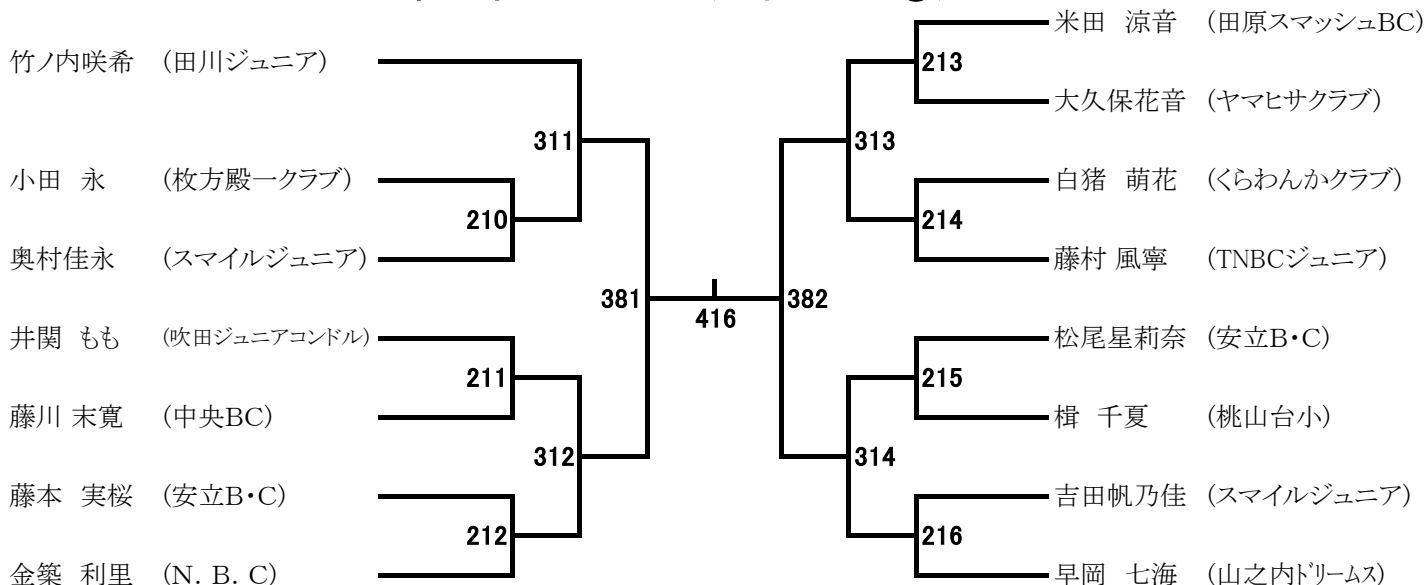 竹ノ内咲希 (田川ジュニア)
小田 永 (枚方殿一クラブ)
奥村佳永 (スマイルジュニア)
井関 もも (吹田ジュニアコンドル)
藤川 末寛 (中央BC)
藤本 実桜 (安立B・C)
金築 利里 (N. B. C)
311
210
211
312
212
381
416
382
213
313
214
215
314
216
米田 涼音 (田原スマッシュBC)
大久保花音 (ヤマヒサクラブ)
白猪 萌花 (くらわんかクラブ)
藤村 風寧 (TNBCジュニア)
松尾星莉奈 (安立B・C)
楫 千夏 (桃山台小)
吉田帆乃佳 (スマイルジュニア)
早岡 七海 (山之内ドリームス)